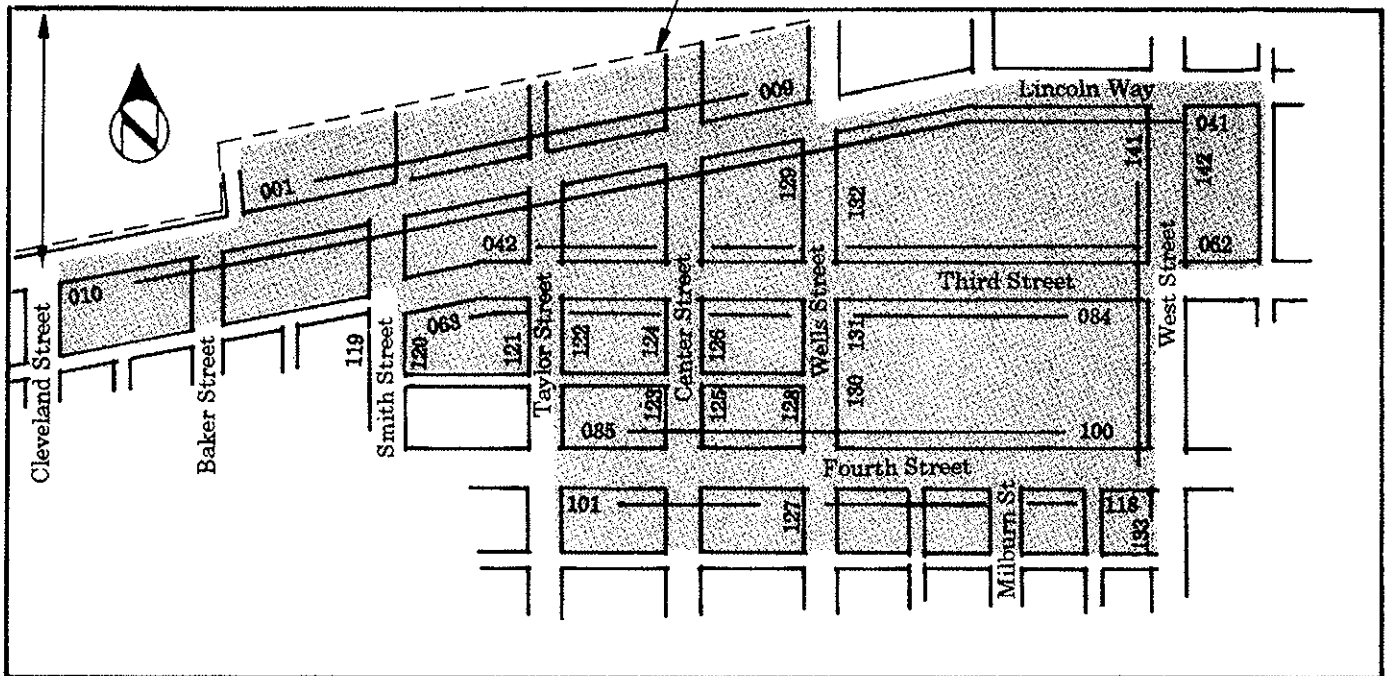 009
Lincoln Way
001
041
141
142
129
132
042
062
010
Third Street
063
084
119
120
121
122
124
126
131
Cleveland Street
Baker Street
Smith Street
Taylor Street
Center Street
Wells Street
West Street
123
125
128
130
085
100
Fourth Street
101
127
118
133
Milburn St
N